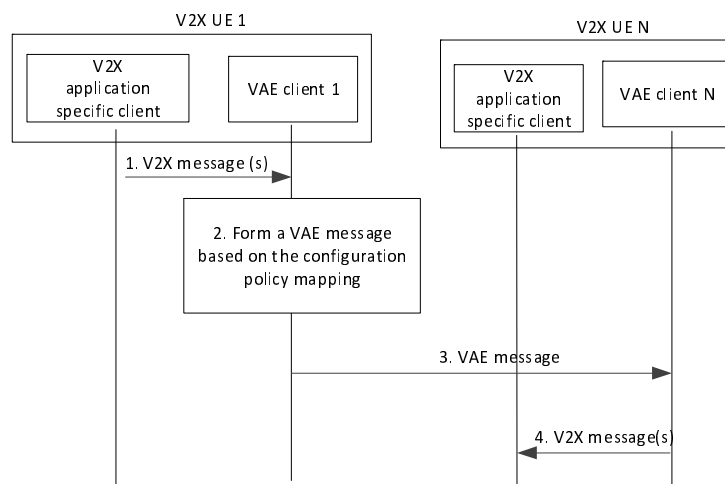 V2X UE 1
V2X
application
specific client
VAE client 1
V2X UE N
V2X
application
specific client
VAE client N
1. V2X message (s)
2. Form a VAE message
based on the configuration
policy mapping
3. VAE message
4. V2X message(s)